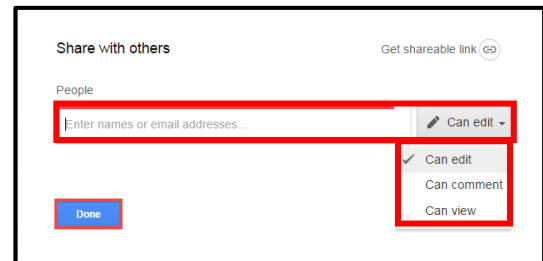 Share with others
Get shareable link
People
Enter names or email addresses...
Can edit
Can edit
Can comment
Can view
Done